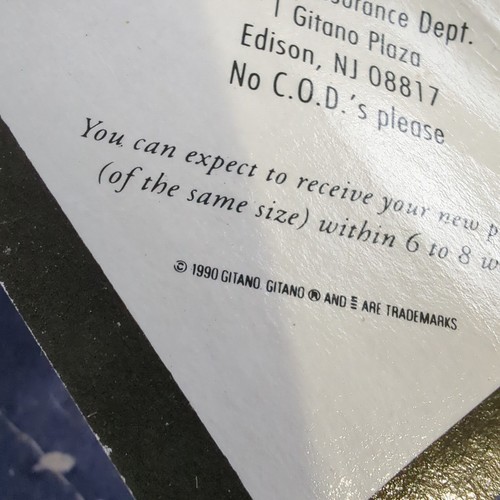 Dept.
1 Gitano Plaza
Edison, NJ 08817
No C.O.D.'s please
You can expect to receive your new
(of the same size) within 6 to 8
© 1990 GITANO. GITANO ® AND ARE TRADEMARKS